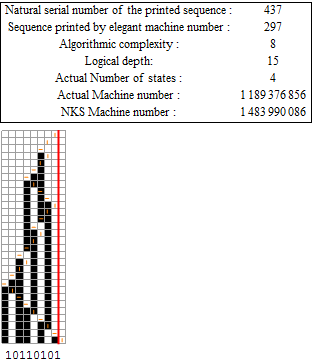 Natural serial number of the printed sequence : 437
Sequence printed by elegant machine number : 297
Algorithmic complexity : 8
Logical depth: 15
Actual Number of states : 4
Actual Machine number : 1 189 376 856
NKS Machine number : 1 483 990 086
10110101